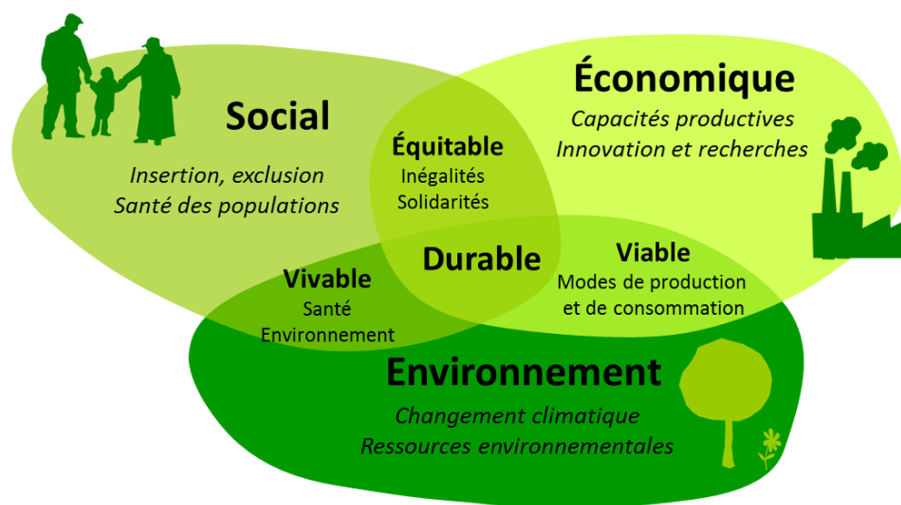 Social
Insertion, exclusion
Santé des populations
Économique
Capacités productives
Innovation et recherches
Équitable
Inégalités
Solidarités
Durable
Vivable
Santé
Environnement
Viable
Modes de production
et de consommation
Environnement
Changement climatique
Ressources environnementales